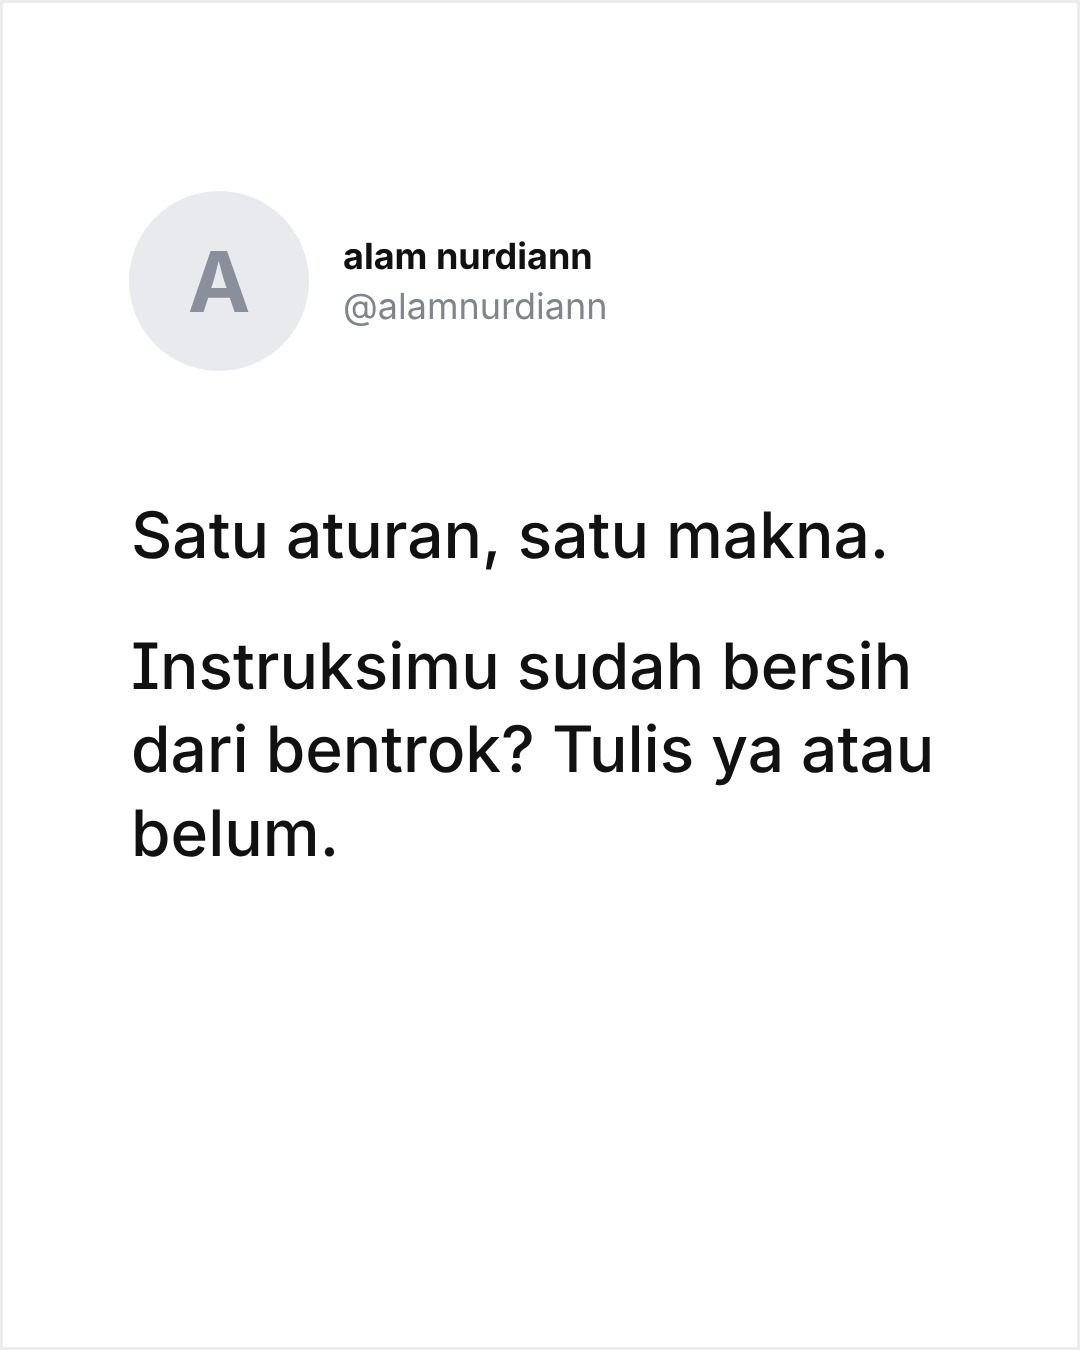 A
alam nurdiann
@alamnurdiann
Satu aturan, satu makna.
Instruksimu sudah bersih
dari bentrok? Tulis ya atau
belum.